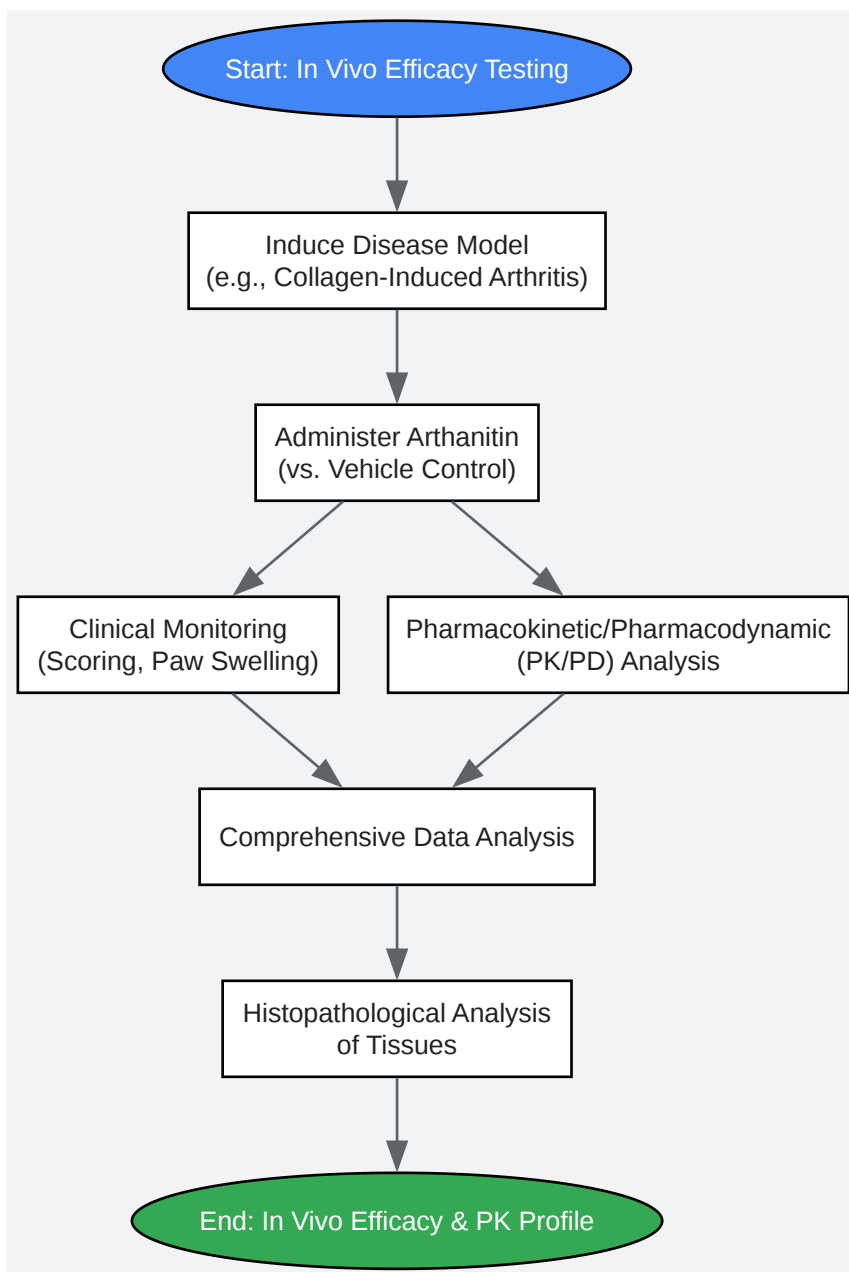 Start: In Vivo Efficacy Testing
Induce Disease Model
(e.g., Collagen-Induced Arthritis)
Administer Arthanitin
(vs. Vehicle Control)
Clinical Monitoring
(Scoring, Paw Swelling)
Pharmacokinetic/Pharmacodynamic
(PK/PD) Analysis
Comprehensive Data Analysis
Histopathological Analysis
of Tissues
End: In Vivo Efficacy & PK Profile